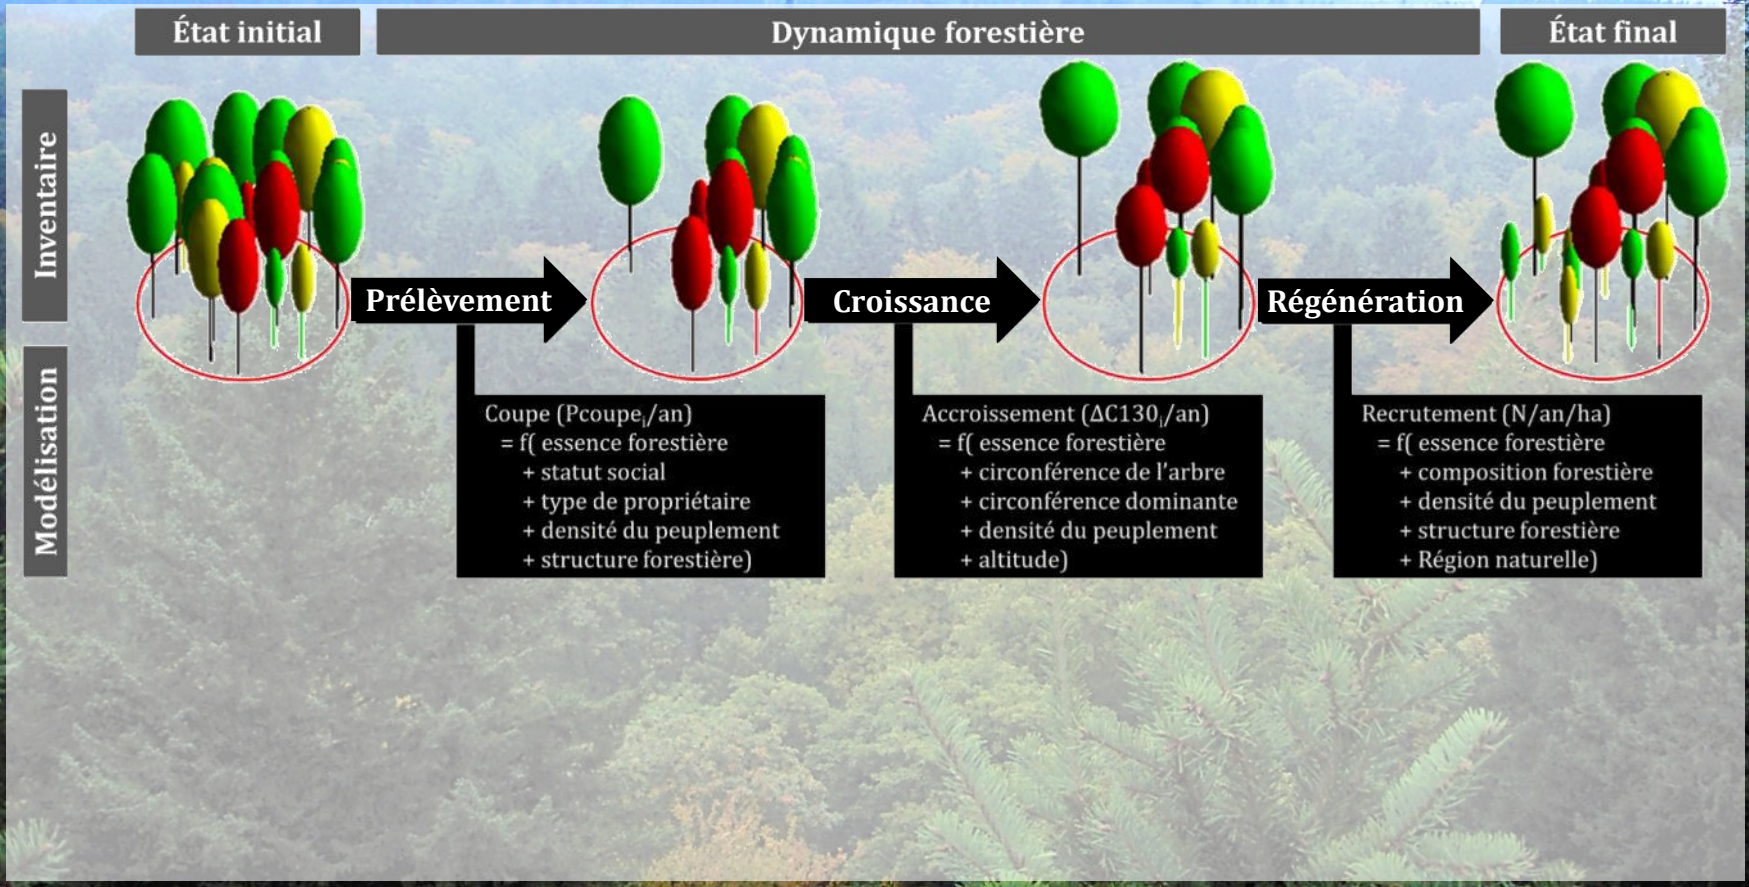 État initial
Dynamique forestière
État final
Inventaire
Prélèvement
Croissance
Régénération
Modélisation
Coupe (Pcoupeᵢ/an)
= f( essence forestière
+ statut social
+ type de propriétaire
+ densité du peuplement
+ structure forestière)
Accroissement (ΔC130ᵢ/an)
= f( essence forestière
+ circonférence de l'arbre
+ circonférence dominante
+ densité du peuplement
+ altitude)
Recrutement (N/an/ha)
= f( essence forestière
+ composition forestière
+ densité du peuplement
+ structure forestière
+ Région naturelle)